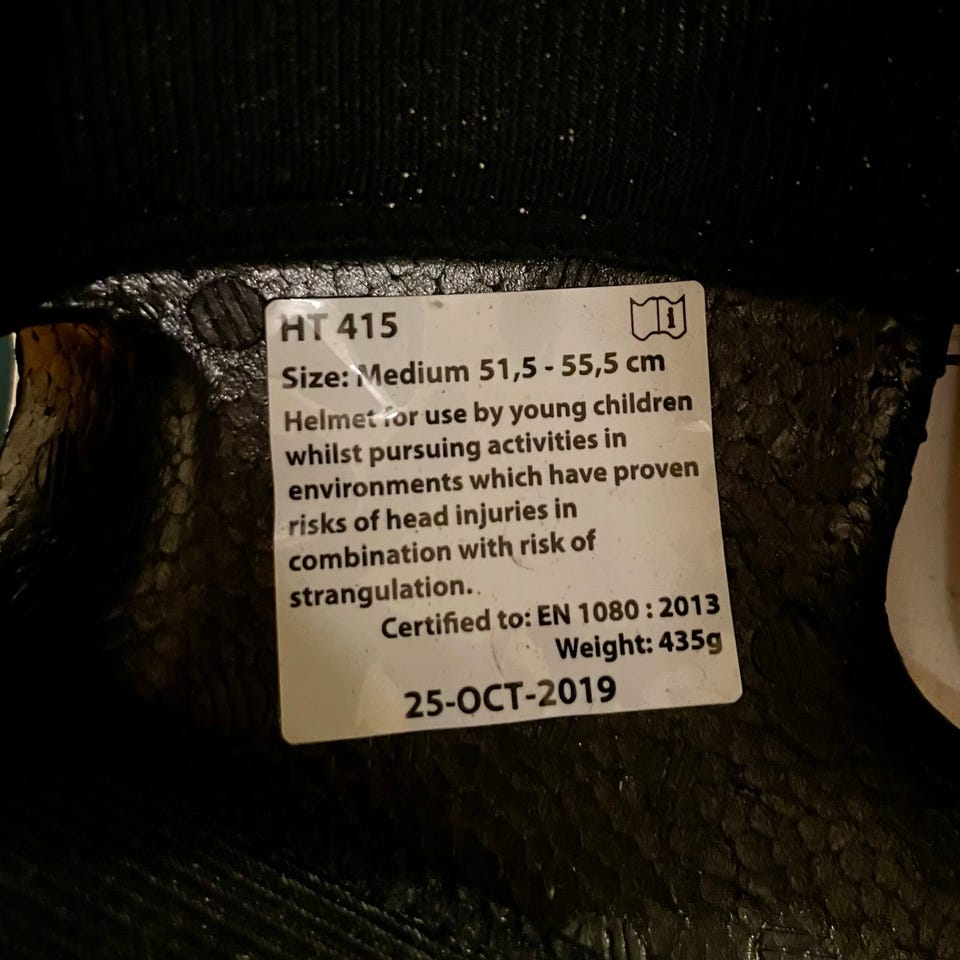 HT 415
i
Size: Medium 51,5 - 55,5 cm
Helmet for use by young children
whilst pursuing activities in
environments which have proven
risks of head injuries in
combination with risk of
strangulation.
Certified to: EN 1080 : 2013
Weight: 435g
25-OCT-2019